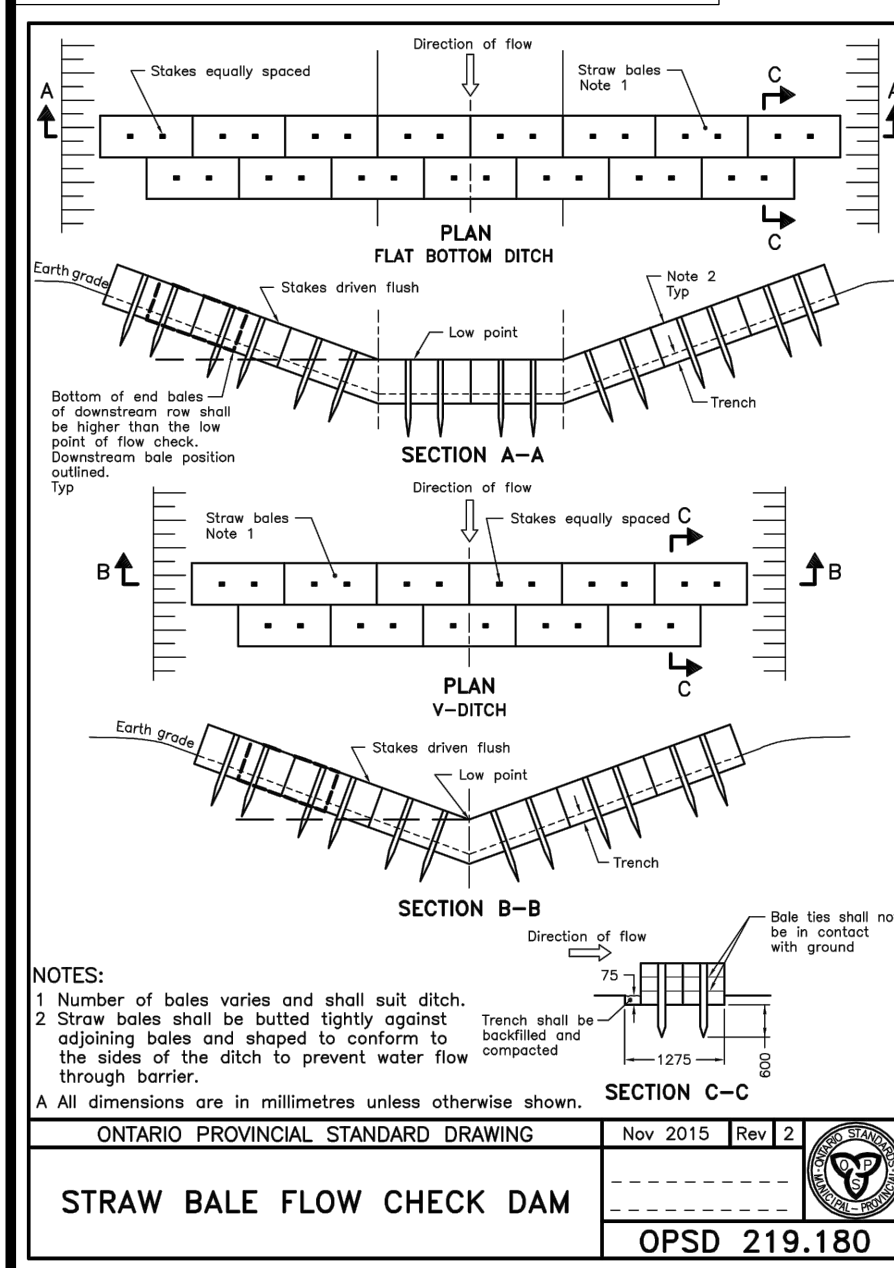 Direction of flow
Stakes equally spaced
Straw bales
Note 1
C
A
A
PLAN
FLAT BOTTOM DITCH
C
Earth grade
Stakes driven flush
Note 2
Typ
Low point
Bottom of end bales
of downstream row shall
be higher than the low
point of flow check.
Downstream bale position
outlined.
Typ
Trench
SECTION A-A
Direction of flow
Straw bales
Note 1
Stakes equally spaced
C
B
B
PLAN
V-DITCH
C
Earth grade
Stakes driven flush
Low point
Trench
SECTION B-B
Direction of flow
Bale ties shall no
be in contact
with ground
75
Trench shall be
backfilled and
compacted
1275
600
SECTION C-C
NOTES:
1 Number of bales varies and shall suit ditch.
2 Straw bales shall be butted tightly against
adjoining bales and shaped to conform to
the sides of the ditch to prevent water flow
through barrier.
A All dimensions are in millimetres unless otherwise shown.
ONTARIO PROVINCIAL STANDARD DRAWING
Nov 2015
Rev
2
STRAW BALE FLOW CHECK DAM
ONTARIO STANDARDS
MUNICIPAL-PROVINCIAL
O P
S
OPSD 219.180